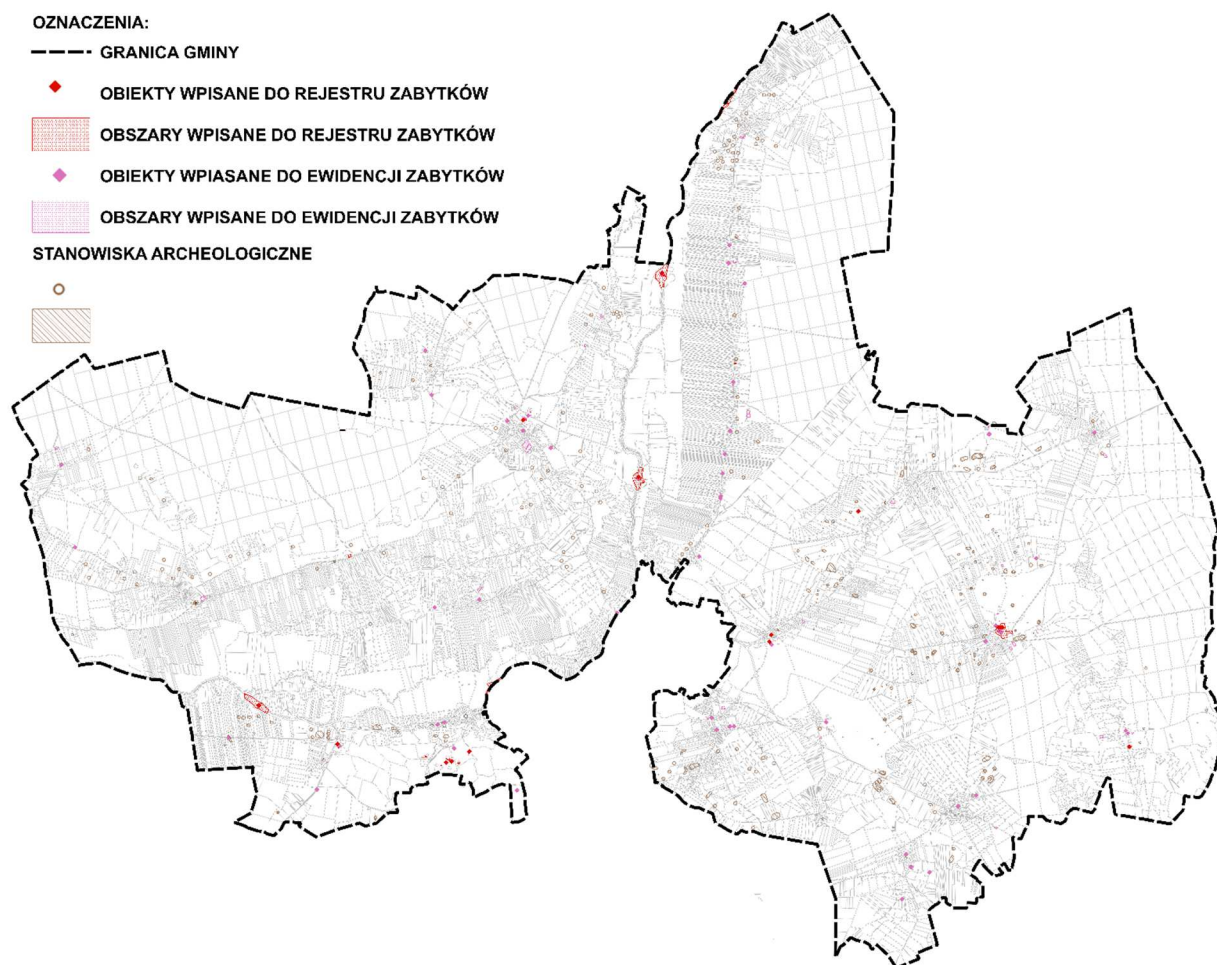 OZNACZENIA:
GRANICA GMINY
OBIEKTY WPISANE DO REJESTRU ZABYTKÓW
OBSZARY WPISANE DO REJESTRU ZABYTKÓW
OBIEKTY WPIASANE DO EWIDENCJI ZABYTKÓW
OBSZARY WPISANE DO EWIDENCJI ZABYTKÓW
STANOWISKA ARCHEOLOGICZNE